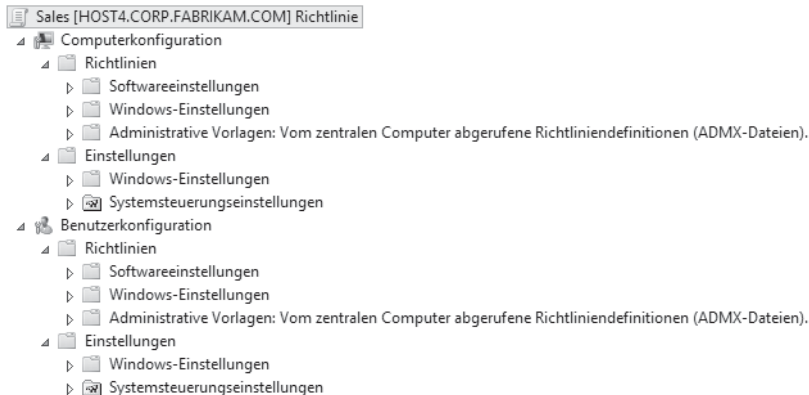 Sales [HOST4.CORP.FABRIKAM.COM] Richtlinie
Computerkonfiguration
Richtlinien
Softwareeinstellungen
Windows-Einstellungen
Administrative Vorlagen: Vom zentralen Computer abgerufene Richtliniendefinitionen (ADMX-Dateien).
Einstellungen
Windows-Einstellungen
Systemsteuerungseinstellungen
Benutzerkonfiguration
Richtlinien
Softwareeinstellungen
Windows-Einstellungen
Administrative Vorlagen: Vom zentralen Computer abgerufene Richtliniendefinitionen (ADMX-Dateien).
Einstellungen
Windows-Einstellungen
Systemsteuerungseinstellungen